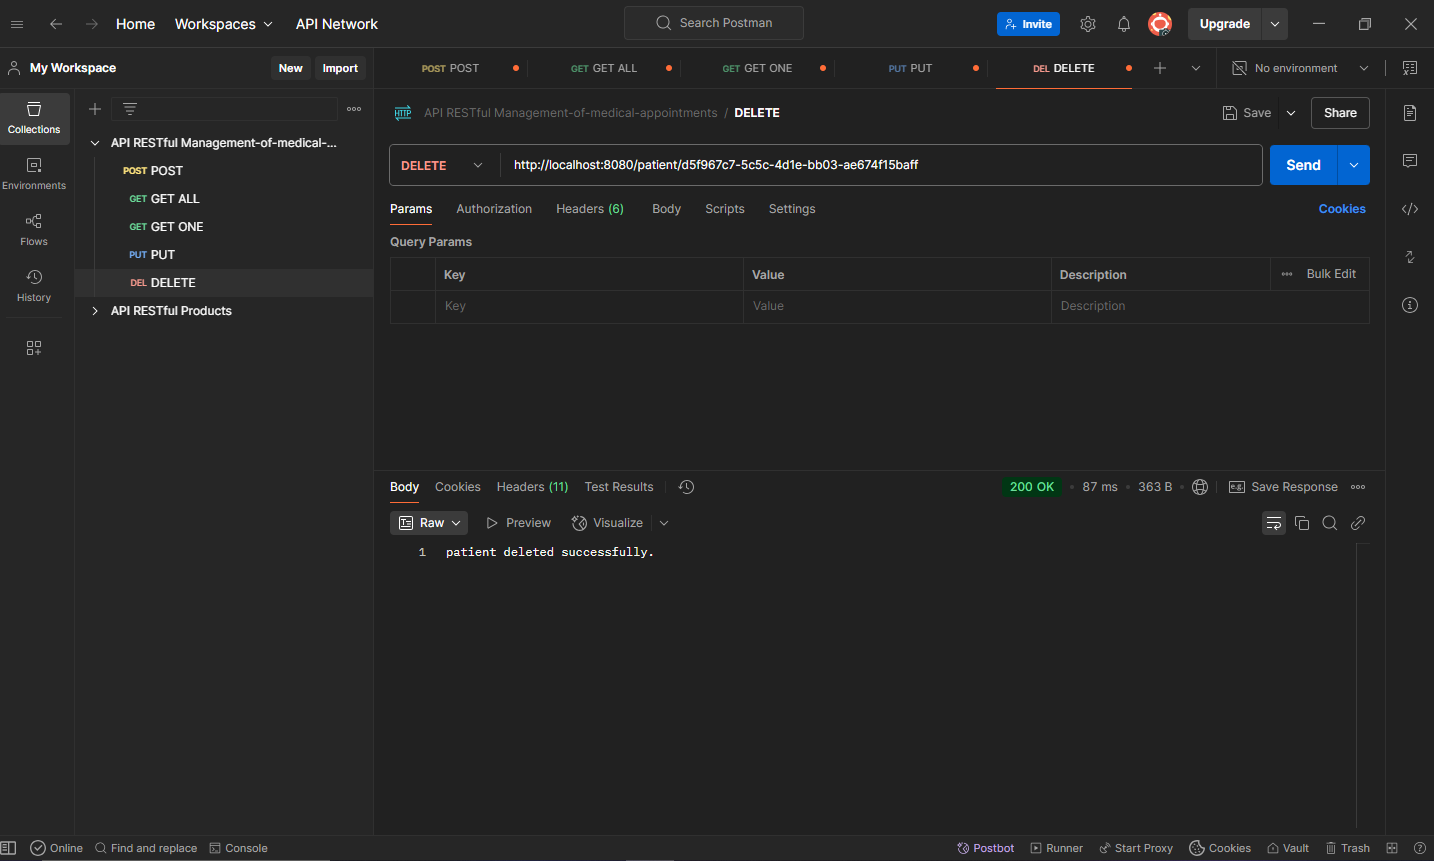 Home Workspaces API Network Search Postman Invite Upgrade
My Workspace New Import
POST POST GET GET ALL GET GET ONE PUT PUT DEL DELETE No environment
Collections
Environments
Flows
History
API RESTful Management-of-medical-...
POST POST
GET GET ALL
GET GET ONE
PUT PUT
DEL DELETE
API RESTful Products
HTTP API RESTful Management-of-medical-appointments / DELETE Save Share
DELETE http://localhost:8080/patient/d5f967c7-5c5c-4d1e-bb03-ae674f15baff Send
Params Authorization Headers (6) Body Scripts Settings Cookies
Query Params
Key Value Description Bulk Edit
Key Value Description
Body Cookies Headers (11) Test Results 200 OK 87 ms 363 B e.g. Save Response
Raw Preview Visualize
1 patient deleted successfully.
Online Find and replace Console Postbot Runner Start Proxy Cookies Vault Trash